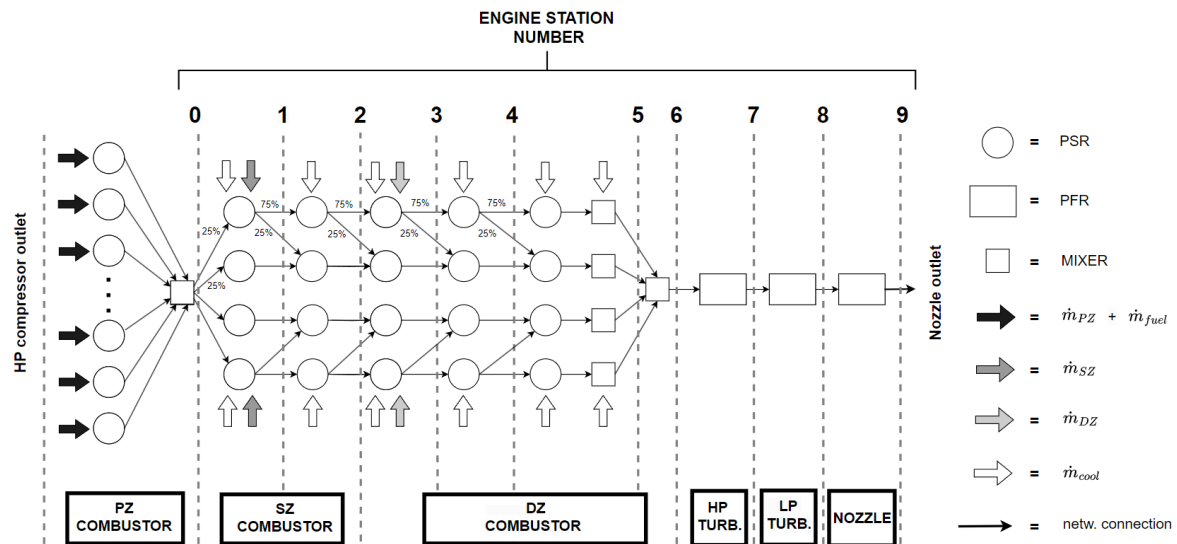 ENGINE STATION
NUMBER
0 1 2 3 4 5 6 7 8 9
HP compressor outlet
75% 75% 75% 75%
25% 25% 25% 25% 25%
25%
Nozzle outlet
= PSR
= PFR
= MIXER
= ṁ_PZ + ṁ_fuel
= ṁ_SZ
= ṁ_DZ
= ṁ_cool
= netw. connection
PZ
COMBUSTOR
SZ
COMBUSTOR
DZ
COMBUSTOR
HP
TURB.
LP
TURB.
NOZZLE